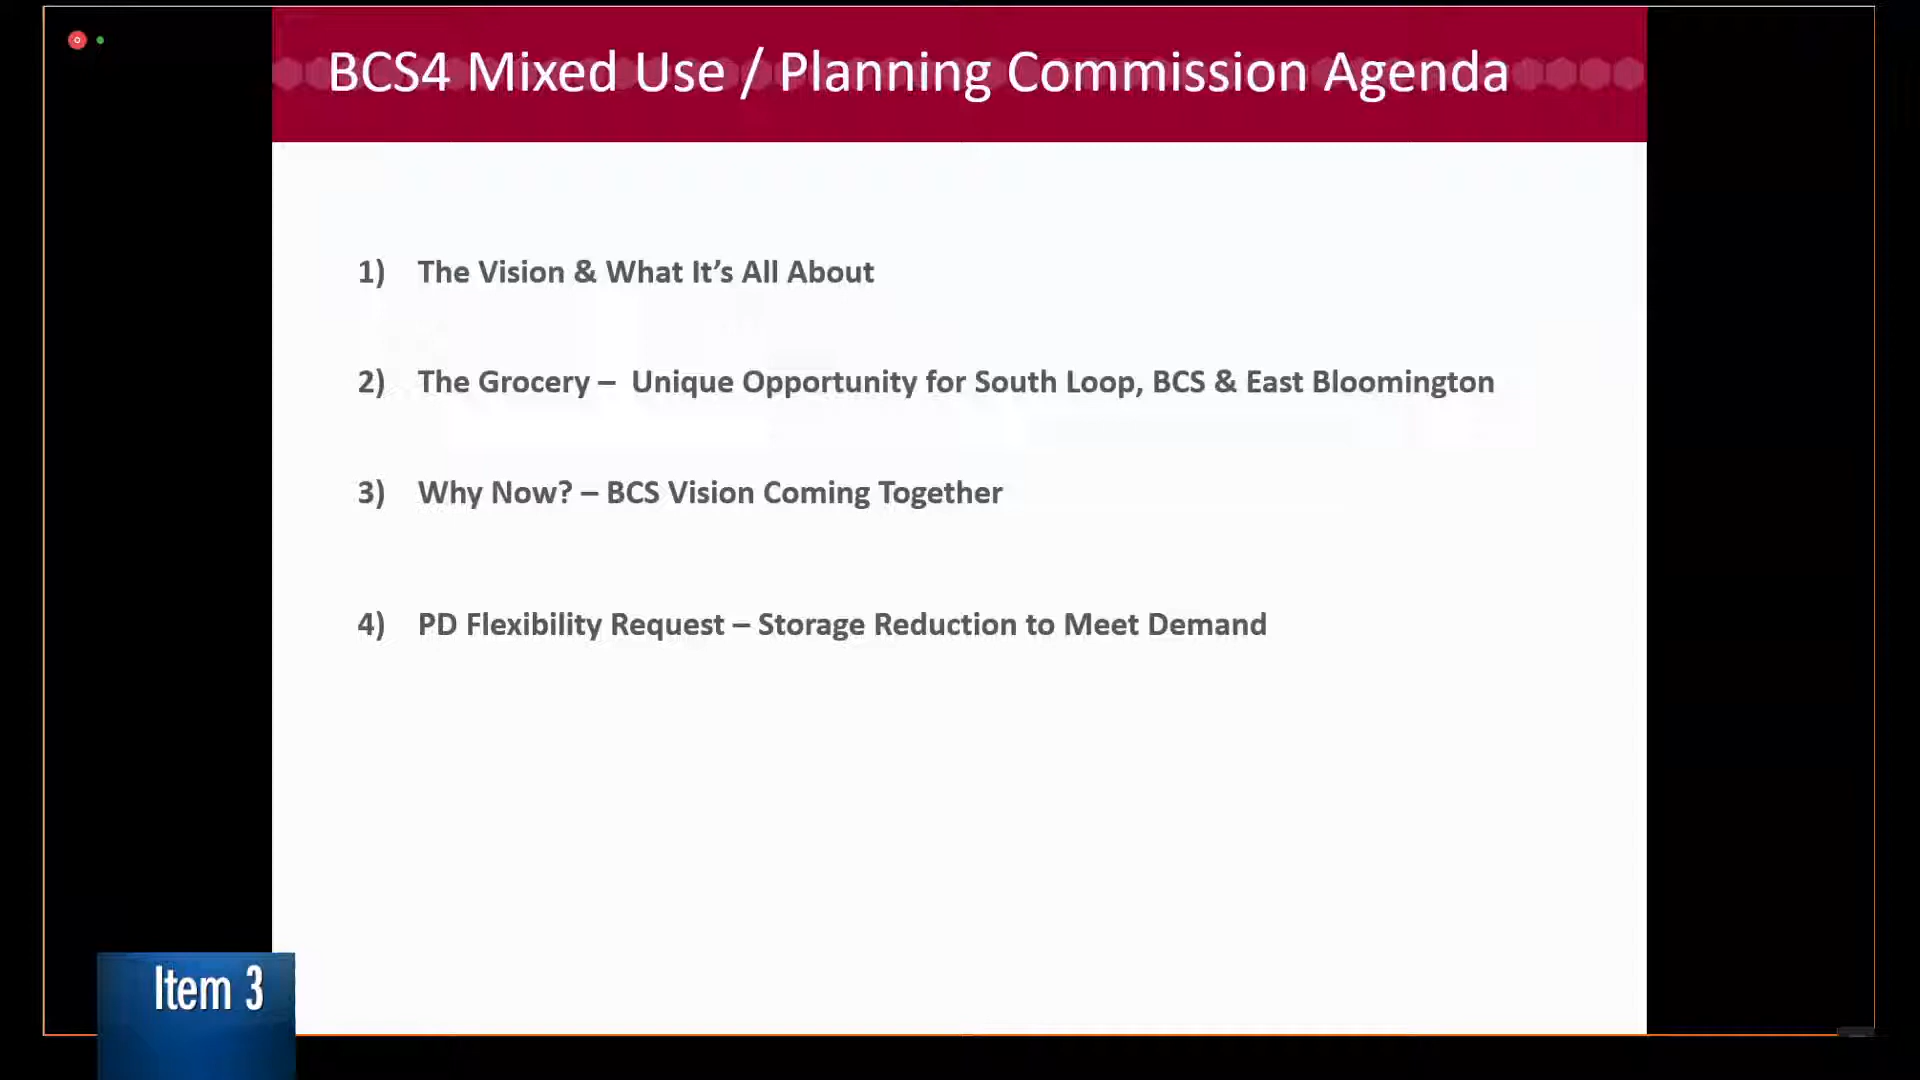 BCS4 Mixed Use / Planning Commission Agenda
1) The Vision & What It’s All About
2) The Grocery – Unique Opportunity for South Loop, BCS & East Bloomington
3) Why Now? – BCS Vision Coming Together
4) PD Flexibility Request – Storage Reduction to Meet Demand
Item 3